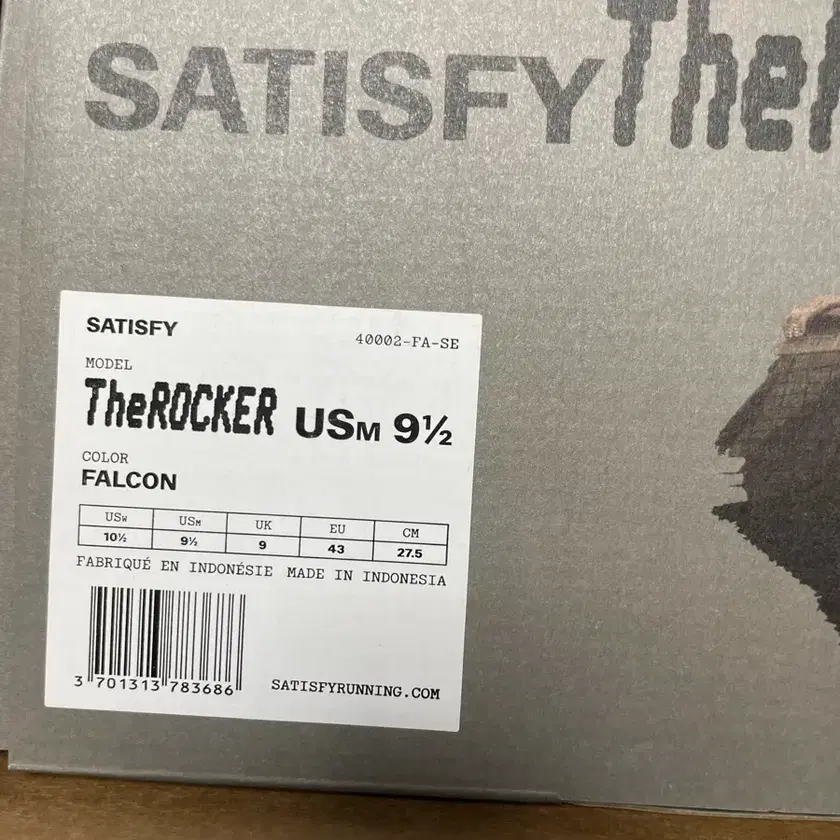 SATISFY The
SATISFY 40002-FA-SE
MODEL
TheROCKER USM 9½
COLOR
FALCON
USW USM UK EU CM
10½ 9½ 9 43 27.5
FABRIQUÉ EN INDONÉSIE MADE IN INDONESIA
3 701313 783686
SATISFYRUNNING.COM